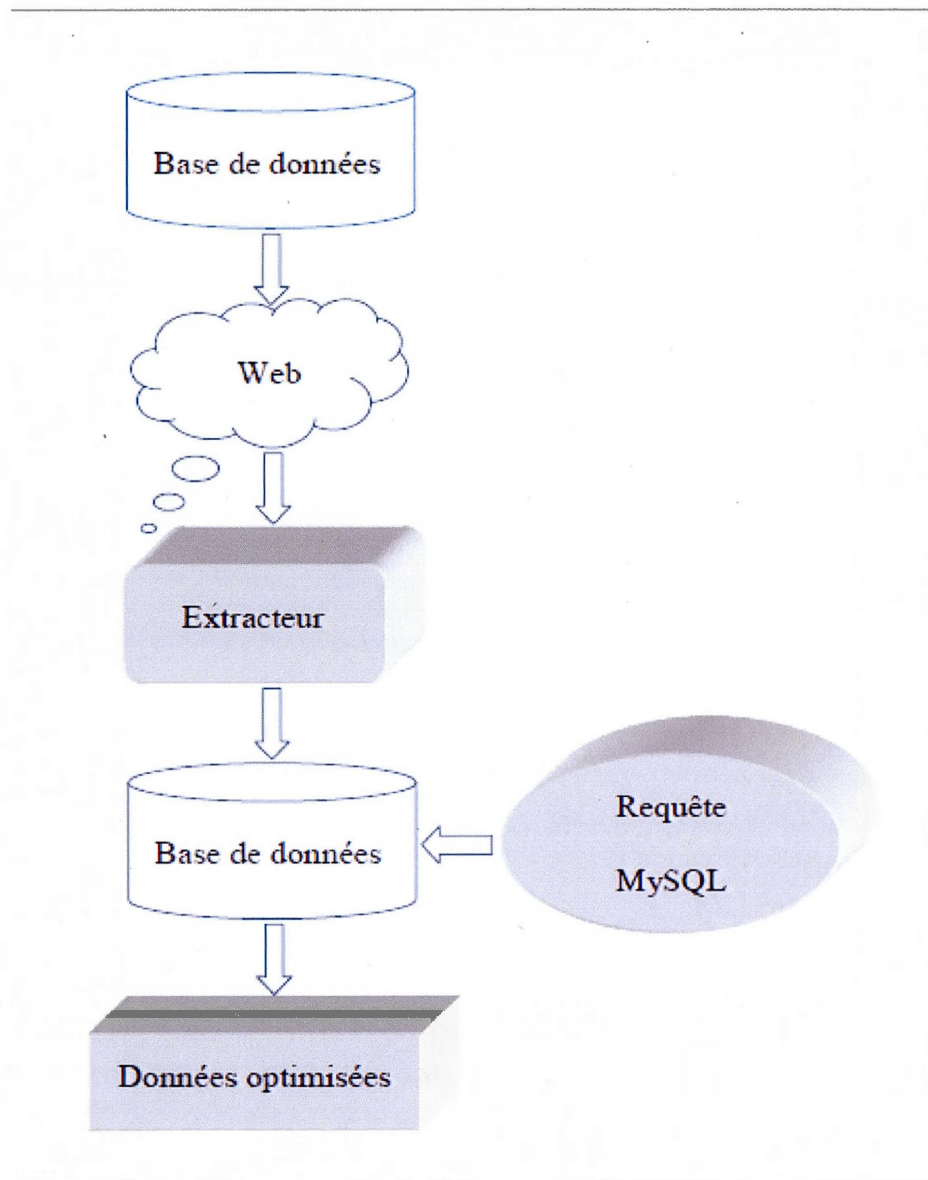 Base de données
Web
Extracteur
Base de données
Requête
MySQL
Données optimisées